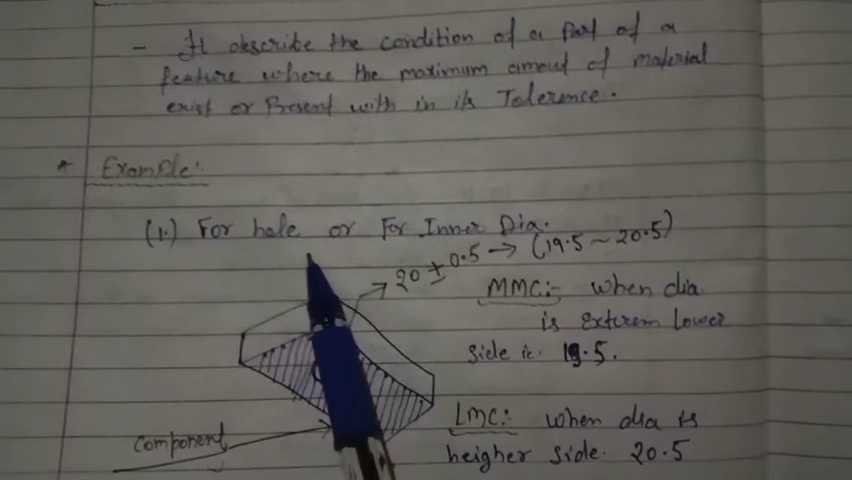 - It describe the condition of a part of a
feature where the maximum amout of material
exist or Present with in its Tolerence.
* Example:
(1.) For hole or For Inner Dia.
20 ± 0.5 → (19.5 ~ 20.5)
MMC:- when dia
is Extrem Lower
side i.e. 19.5.
LMC:- when dia is
heigher side. 20.5
Component